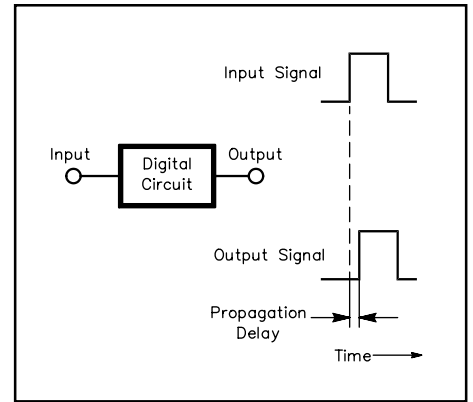 Input Signal
Input
Digital
Circuit
Output
Output Signal
Propagation
Delay
Time